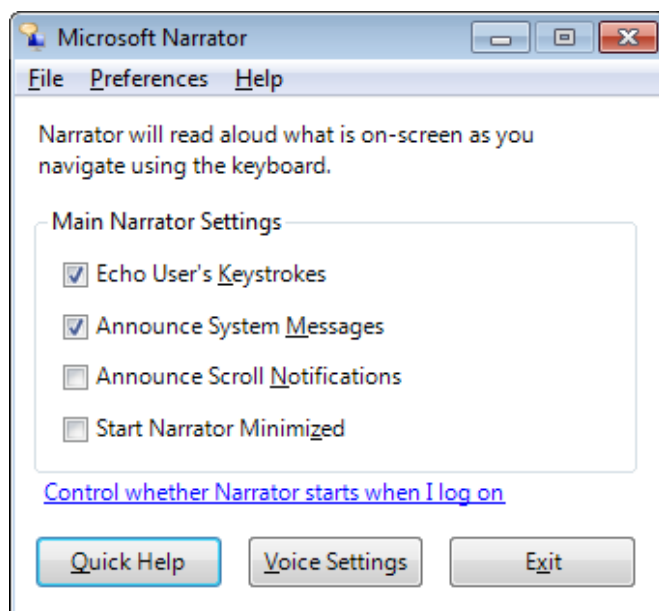 Microsoft Narrator
File Preferences Help
Narrator will read aloud what is on-screen as you
navigate using the keyboard.
Main Narrator Settings
Echo User's Keystrokes
Announce System Messages
Announce Scroll Notifications
Start Narrator Minimized
Control whether Narrator starts when I log on
Quick Help Voice Settings Exit